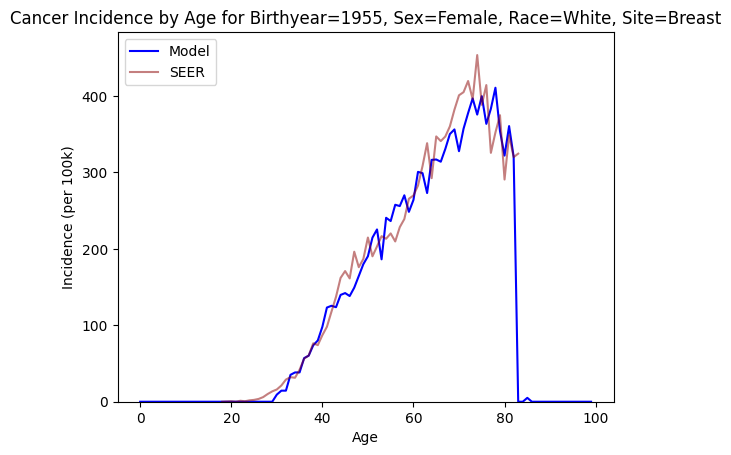 Cancer Incidence by Age for Birthyear=1955, Sex=Female, Race=White, Site=Breast
Model
SEER
400
300
200
100
0
Incidence (per 100k)
0 20 40 60 80 100
Age